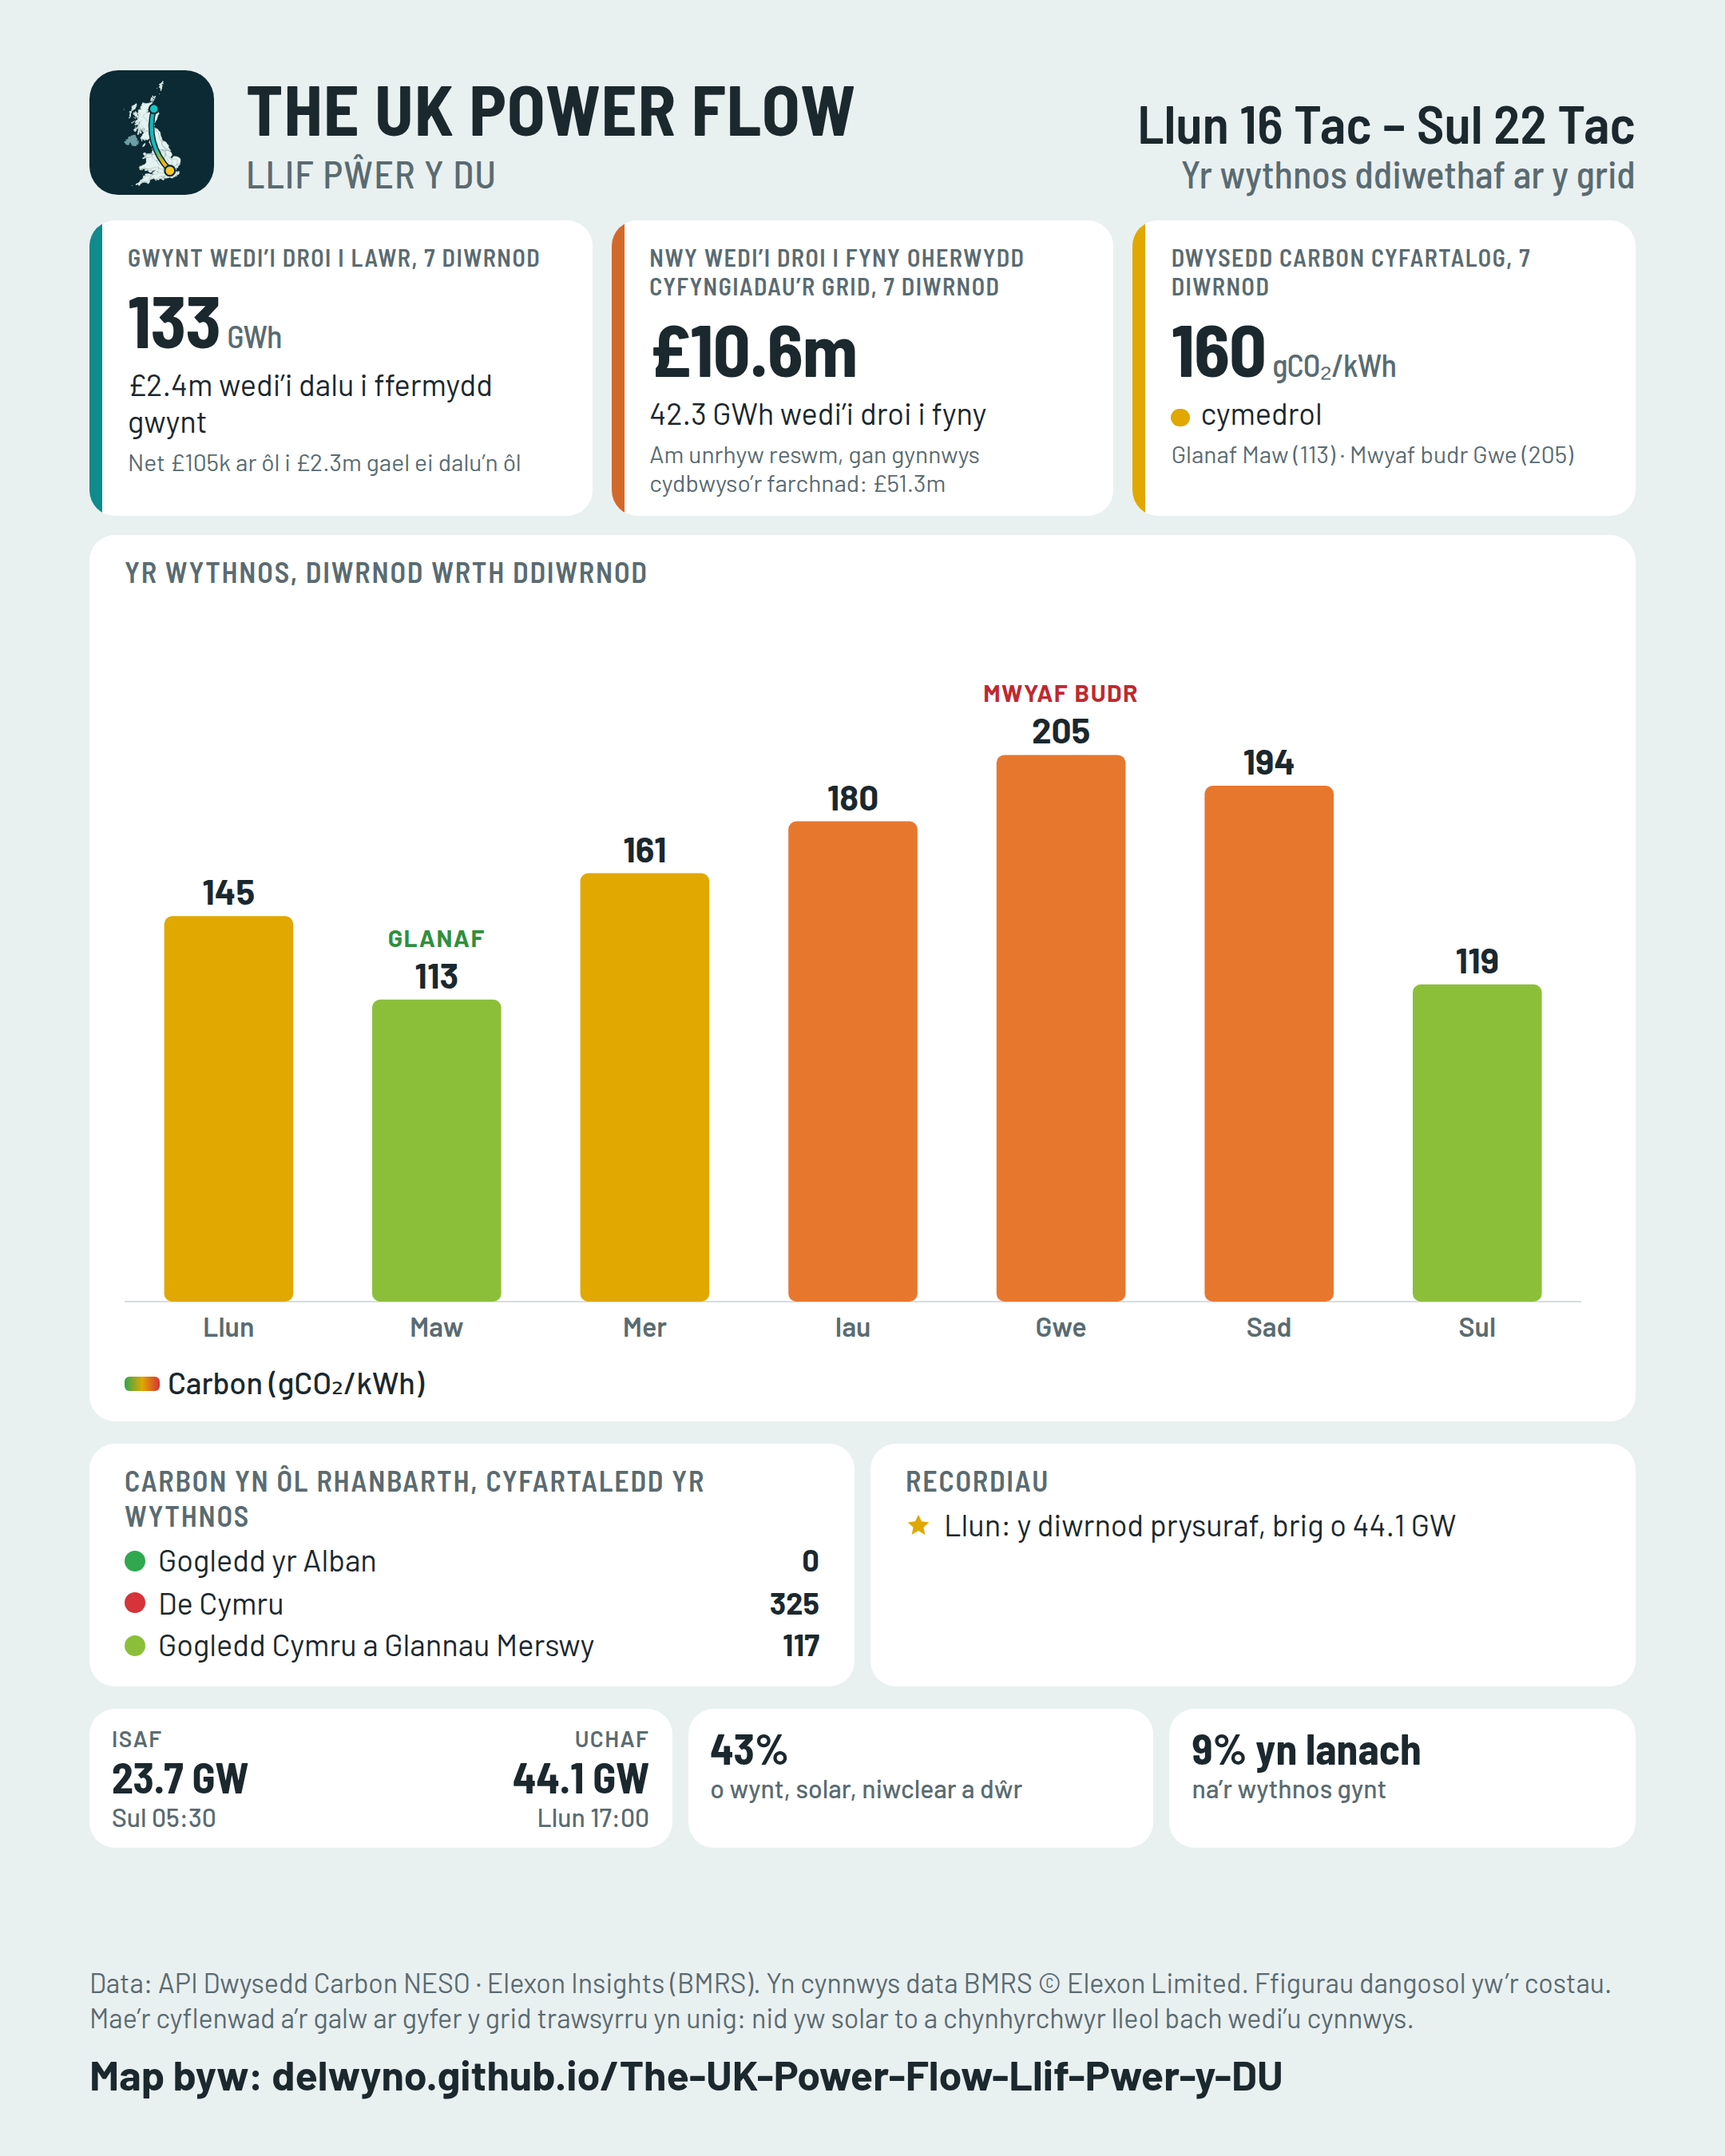 THE UK POWER FLOW
LLIF PŴER Y DU
Llun 16 Tac – Sul 22 Tac
Yr wythnos ddiwethaf ar y grid
GWYNT WEDI’I DROI I LAWR, 7 DIWRNOD
133 GWh
£2.4m wedi’i dalu i ffermydd
gwynt
Net £105k ar ôl i £2.3m gael ei dalu’n ôl
NWY WEDI’I DROI I FYNY OHERWYDD
CYFYNGIADAU’R GRID, 7 DIWRNOD
£10.6m
42.3 GWh wedi’i droi i fyny
Am unrhyw reswm, gan gynnwys
cydbwyso’r farchnad: £51.3m
DWYSEDD CARBON CYFARTALOG, 7
DIWRNOD
160 gCO₂/kWh
cymedrol
Glanaf Maw (113) · Mwyaf budr Gwe (205)
YR WYTHNOS, DIWRNOD WRTH DDIWRNOD
145
GLANAF
113
161
180
MWYAF BUDR
205
194
119
Llun Maw Mer Iau Gwe Sad Sul
Carbon (gCO₂/kWh)
CARBON YN ÔL RHANBARTH, CYFARTALEDD YR
WYTHNOS
Gogledd yr Alban 0
De Cymru 325
Gogledd Cymru a Glannau Merswy 117
RECORDIAU
Llun: y diwrnod prysuraf, brig o 44.1 GW
ISAF
23.7 GW
Sul 05:30
UCHAF
44.1 GW
Llun 17:00
43%
o wynt, solar, niwclear a dŵr
9% yn lanach
na’r wythnos gynt
Data: API Dwysedd Carbon NESO · Elexon Insights (BMRS). Yn cynnwys data BMRS © Elexon Limited. Ffigurau dangosol yw’r costau.
Mae’r cyflenwad a’r galw ar gyfer y grid trawsyrru yn unig: nid yw solar to a chynhyrchwyr lleol bach wedi’u cynnwys.
Map byw: delwyno.github.io/The-UK-Power-Flow-Llif-Pwer-y-DU